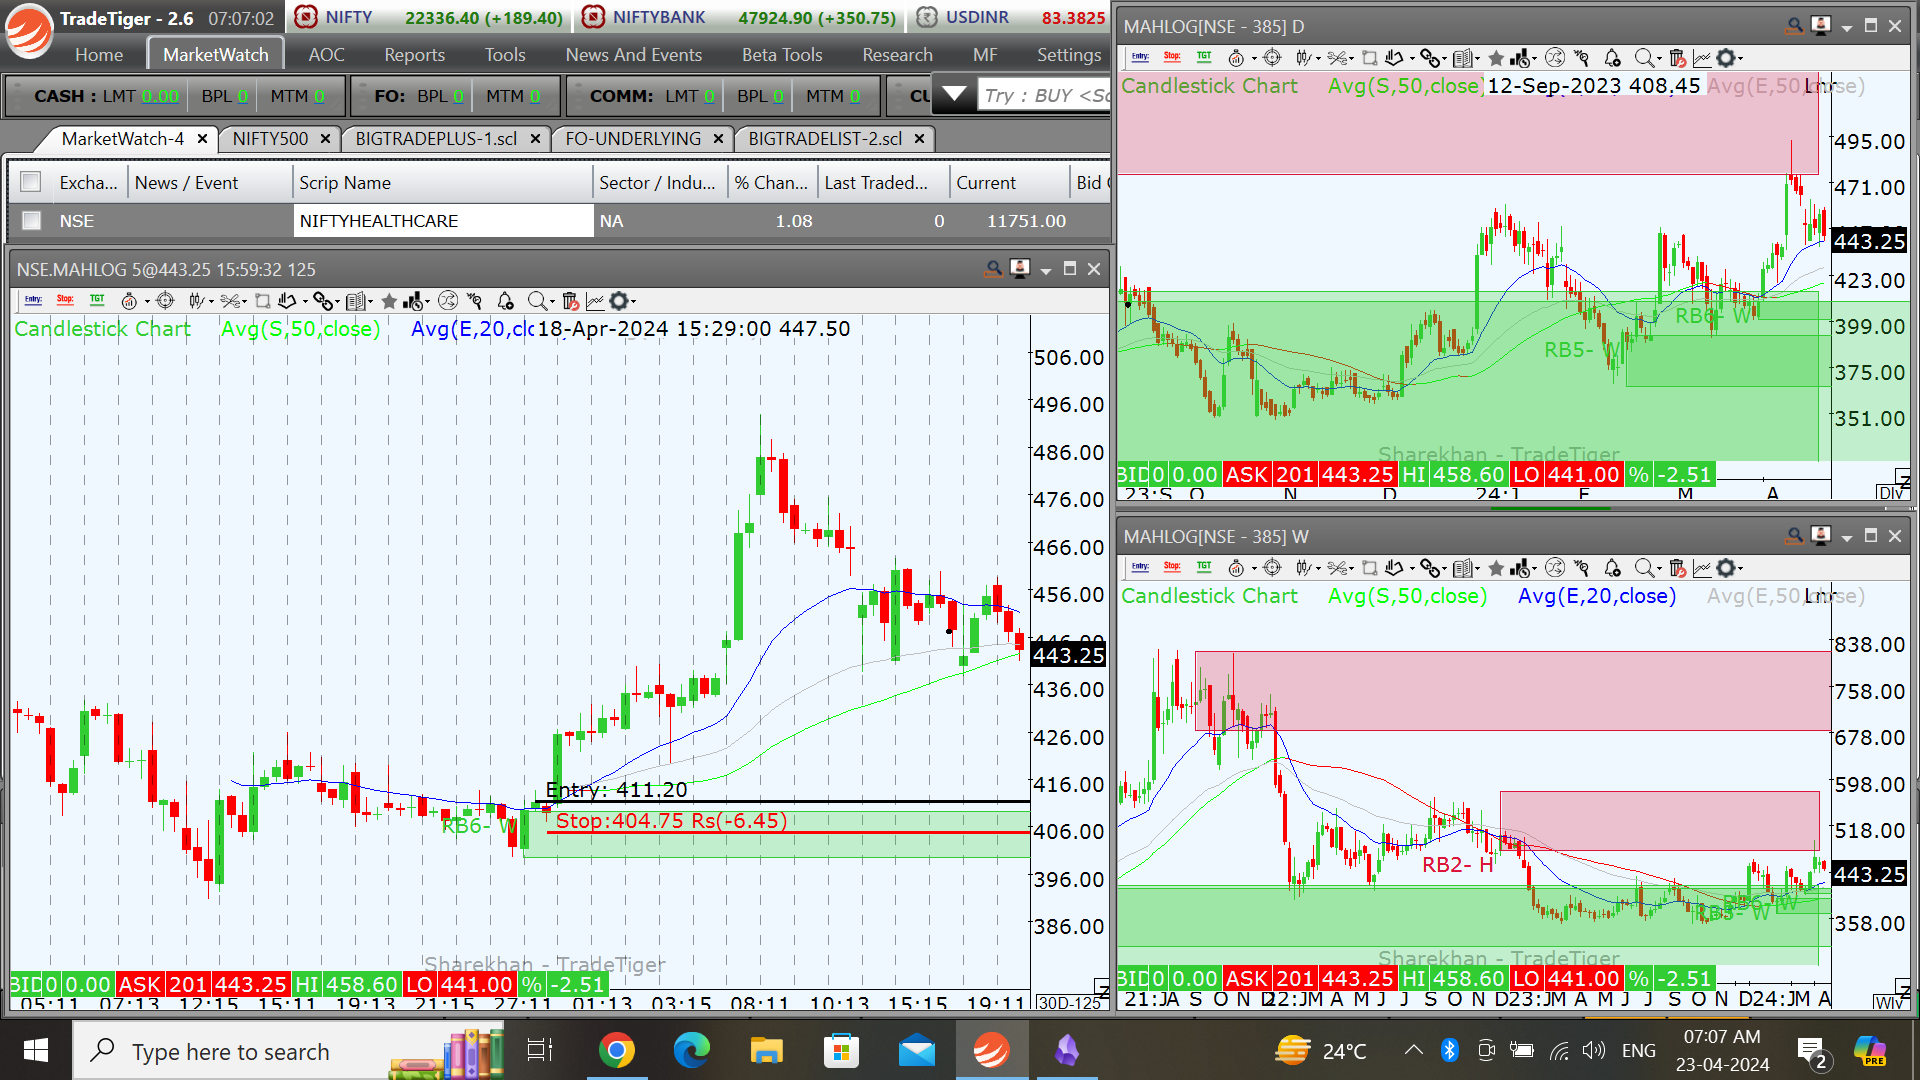 TradeTiger - 2.6 07:07:02 NIFTY 22336.40 (+189.40) NIFTYBANK 47924.90 (+350.75) USDINR 83.3825
Home MarketWatch AOC Reports Tools News And Events Beta Tools Research MF Settings
CASH : LMT 0.00 BPL 0 MTM 0 FO: BPL 0 MTM 0 COMM: LMT 0 BPL 0 MTM 0 Try : BUY
MarketWatch-4 NIFTY500 BIGTRADEPLUS-1.scl FO-UNDERLYING BIGTRADELIST-2.scl
Excha... News / Event Scrip Name Sector / Indu... % Chan... Last Traded... Current Bid
NSE NIFTYHEALTHCARE NA 1.08 0 11751.00
NSE.MAHLOG 5@443.25 15:59:32 125
Entry: Stop: TGT
Candlestick Chart Avg(S,50,close) 18-Apr-2024 15:29:00 447.50
506.00
496.00
486.00
476.00
466.00
456.00
446.00
443.25
436.00
426.00
416.00
406.00
396.00
386.00
Entry: 411.20
Stop:404.75 Rs(-6.45)
RB6- W
Sharekhan - TradeTiger
BID 0 0.00 ASK 201 443.25 HI 458.60 LO 441.00 % -2.51
05:11 07:13 12:15 15:11 19:13 21:15 27:11 01:13 03:15 08:11 10:13 15:15 19:11 30D-125
MAHLOG[NSE - 385] D
Entry: Stop: TGT
Candlestick Chart Avg(S,50,close) 12-Sep-2023 408.45 Avg(E,50,close)
495.00
471.00
443.25
423.00
399.00
375.00
351.00
RB6- W
RB5- W
Sharekhan - TradeTiger
BID 0 0.00 ASK 201 443.25 HI 458.60 LO 441.00 % -2.51
23:S O N D 24:J F M A
MAHLOG[NSE - 385] W
Entry: Stop: TGT
Candlestick Chart Avg(S,50,close) Avg(E,20,close) Avg(E,50,close)
838.00
758.00
678.00
598.00
518.00
443.25
358.00
RB2- H
Sharekhan - TradeTiger
BID 0 0.00 ASK 201 443.25 HI 458.60 LO 441.00 % -2.51
21:JA S O N D 22:JM A M J J S O N D 23:JM A M J J S O N D 24:JM A
Type here to search 24°C ENG 07:07 AM
23-04-2024 2 PRE